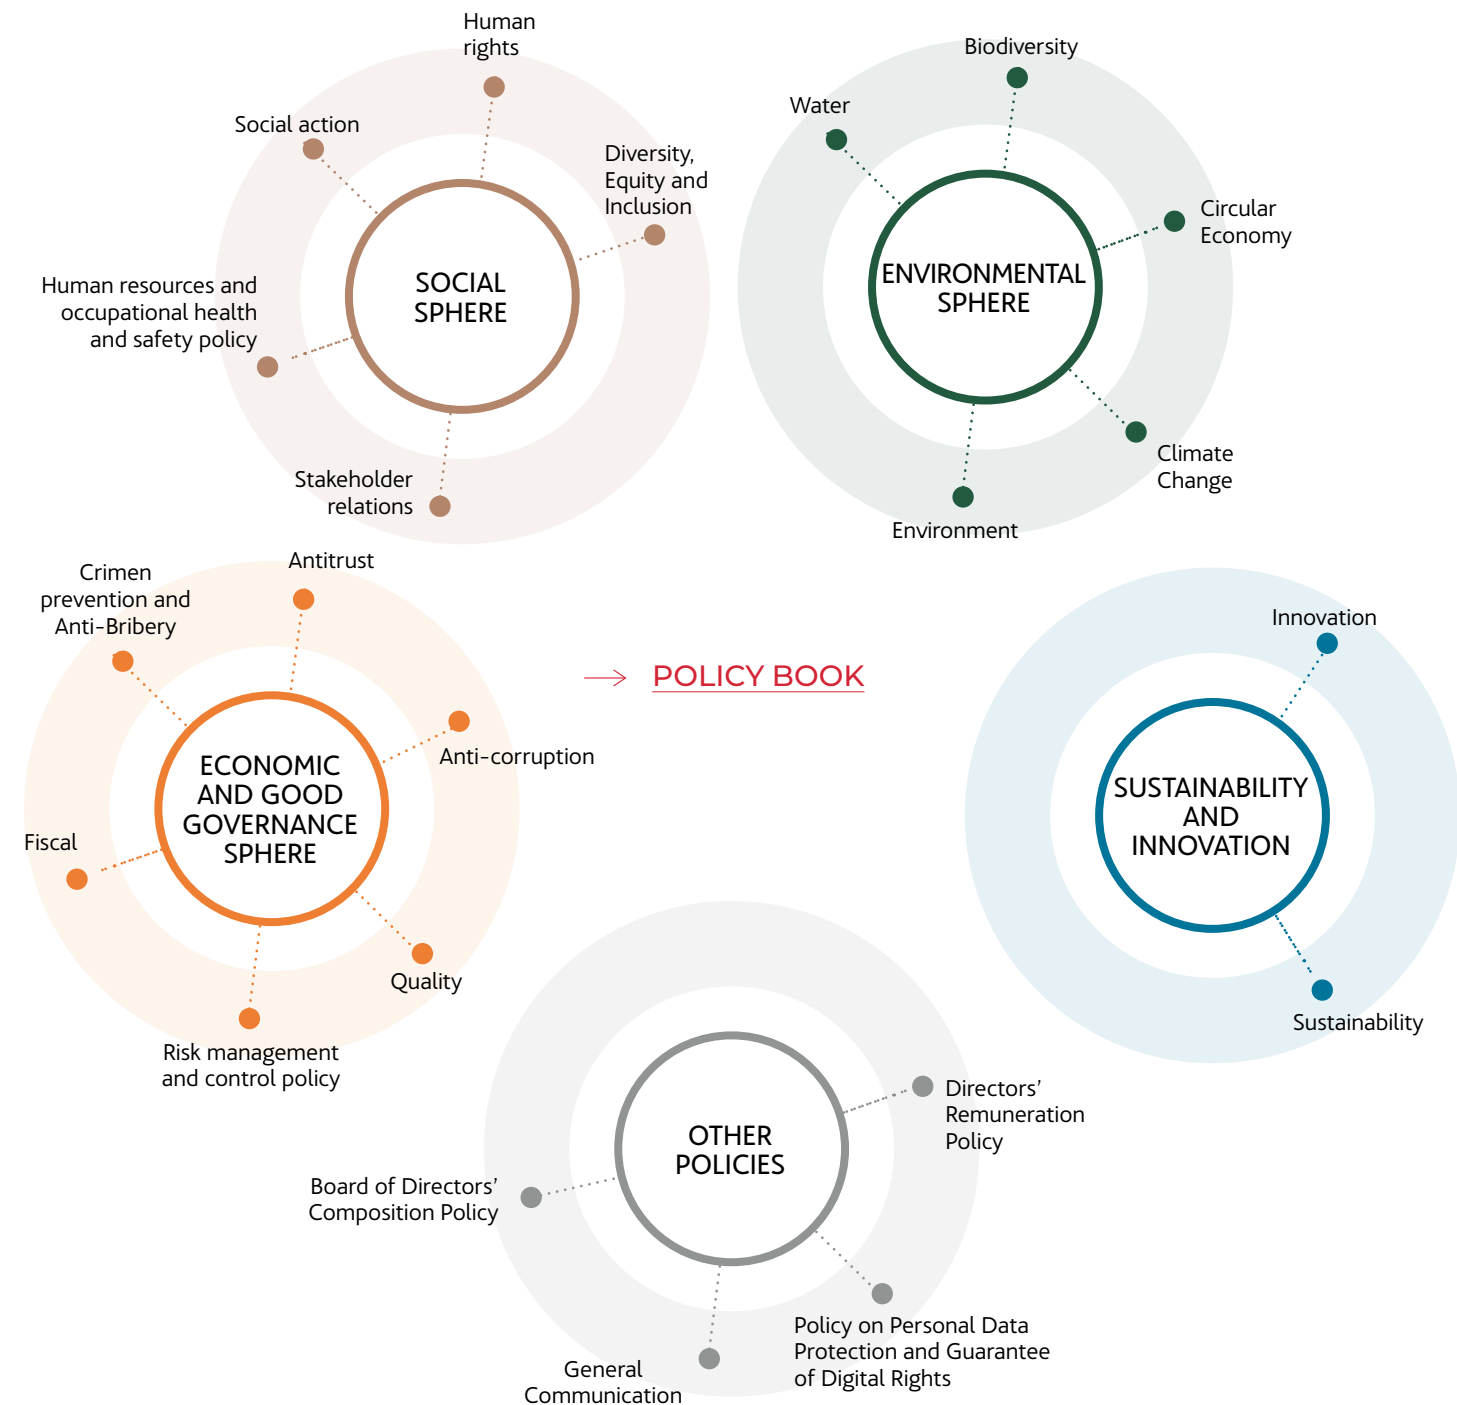 Human
rights
Social action
Diversity,
Equity and
Inclusion
SOCIAL
SPHERE
Human resources and
occupational health
and safety policy
Stakeholder
relations
Biodiversity
Water
Circular
Economy
ENVIRONMENTAL
SPHERE
Climate
Change
Environment
Antitrust
Crimen
prevention and
Anti-Bribery
Anti-corruption
ECONOMIC
AND GOOD
GOVERNANCE
SPHERE
Fiscal
Quality
Risk management
and control policy
→ POLICY BOOK
Innovation
SUSTAINABILITY
AND
INNOVATION
Sustainability
OTHER
POLICIES
Directors’
Remuneration
Policy
Board of Directors’
Composition Policy
Policy on Personal Data
Protection and Guarantee
of Digital Rights
General
Communication